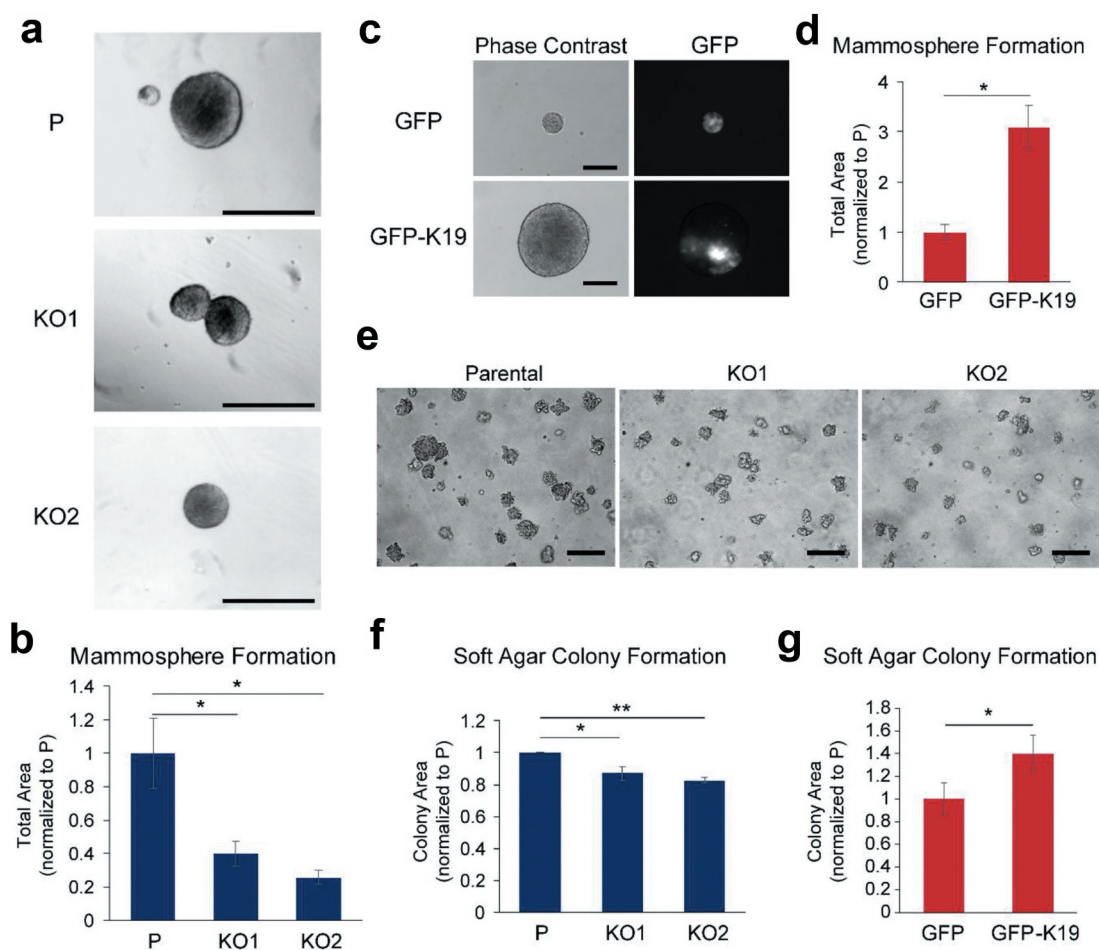 a
P
KO1
KO2
b
Mammosphere Formation
Total Area
(normalized to P)
1.4
1.2
1
0.8
0.6
0.4
0.2
0
*
*
P KO1 KO2
c
Phase Contrast GFP
GFP
GFP-K19
d
Mammosphere Formation
Total Area
(normalized to P)
4
3
2
1
0
*
GFP GFP-K19
e
Parental KO1 KO2
f
Soft Agar Colony Formation
Colony Area
(normalized to P)
1.2
1
0.8
0.6
0.4
0.2
0
**
*
P KO1 KO2
g
Soft Agar Colony Formation
Colony Area
(normalized to P)
1.8
1.6
1.4
1.2
1
0.8
0.6
0.4
0.2
0
*
GFP GFP-K19